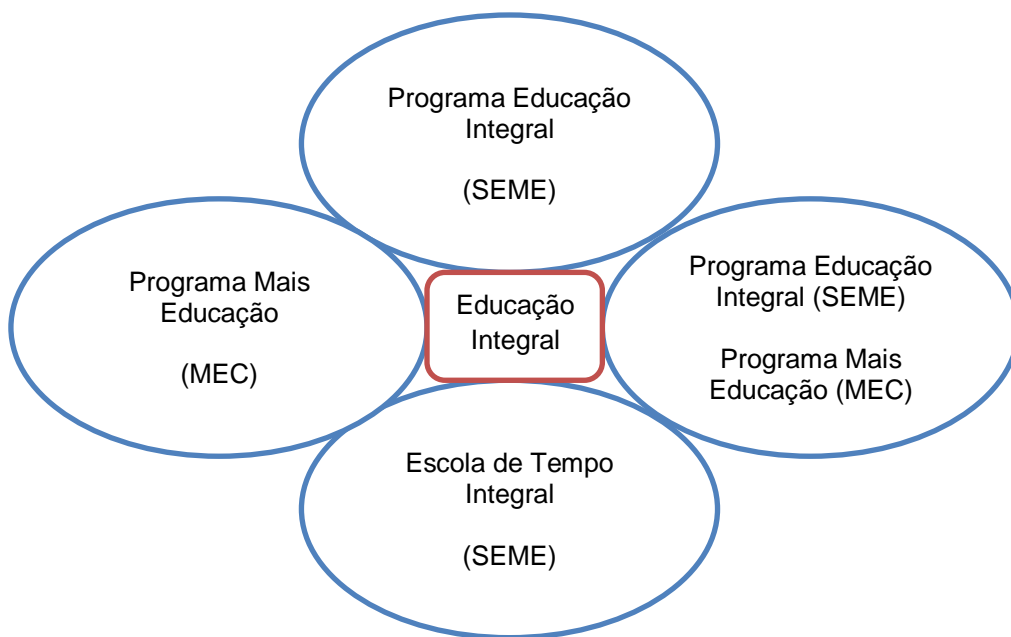 Programa Educação
Integral
(SEME)
Programa Mais
Educação
(MEC)
Educação
Integral
Programa Educação
Integral (SEME)
Programa Mais
Educação (MEC)
Escola de Tempo
Integral
(SEME)